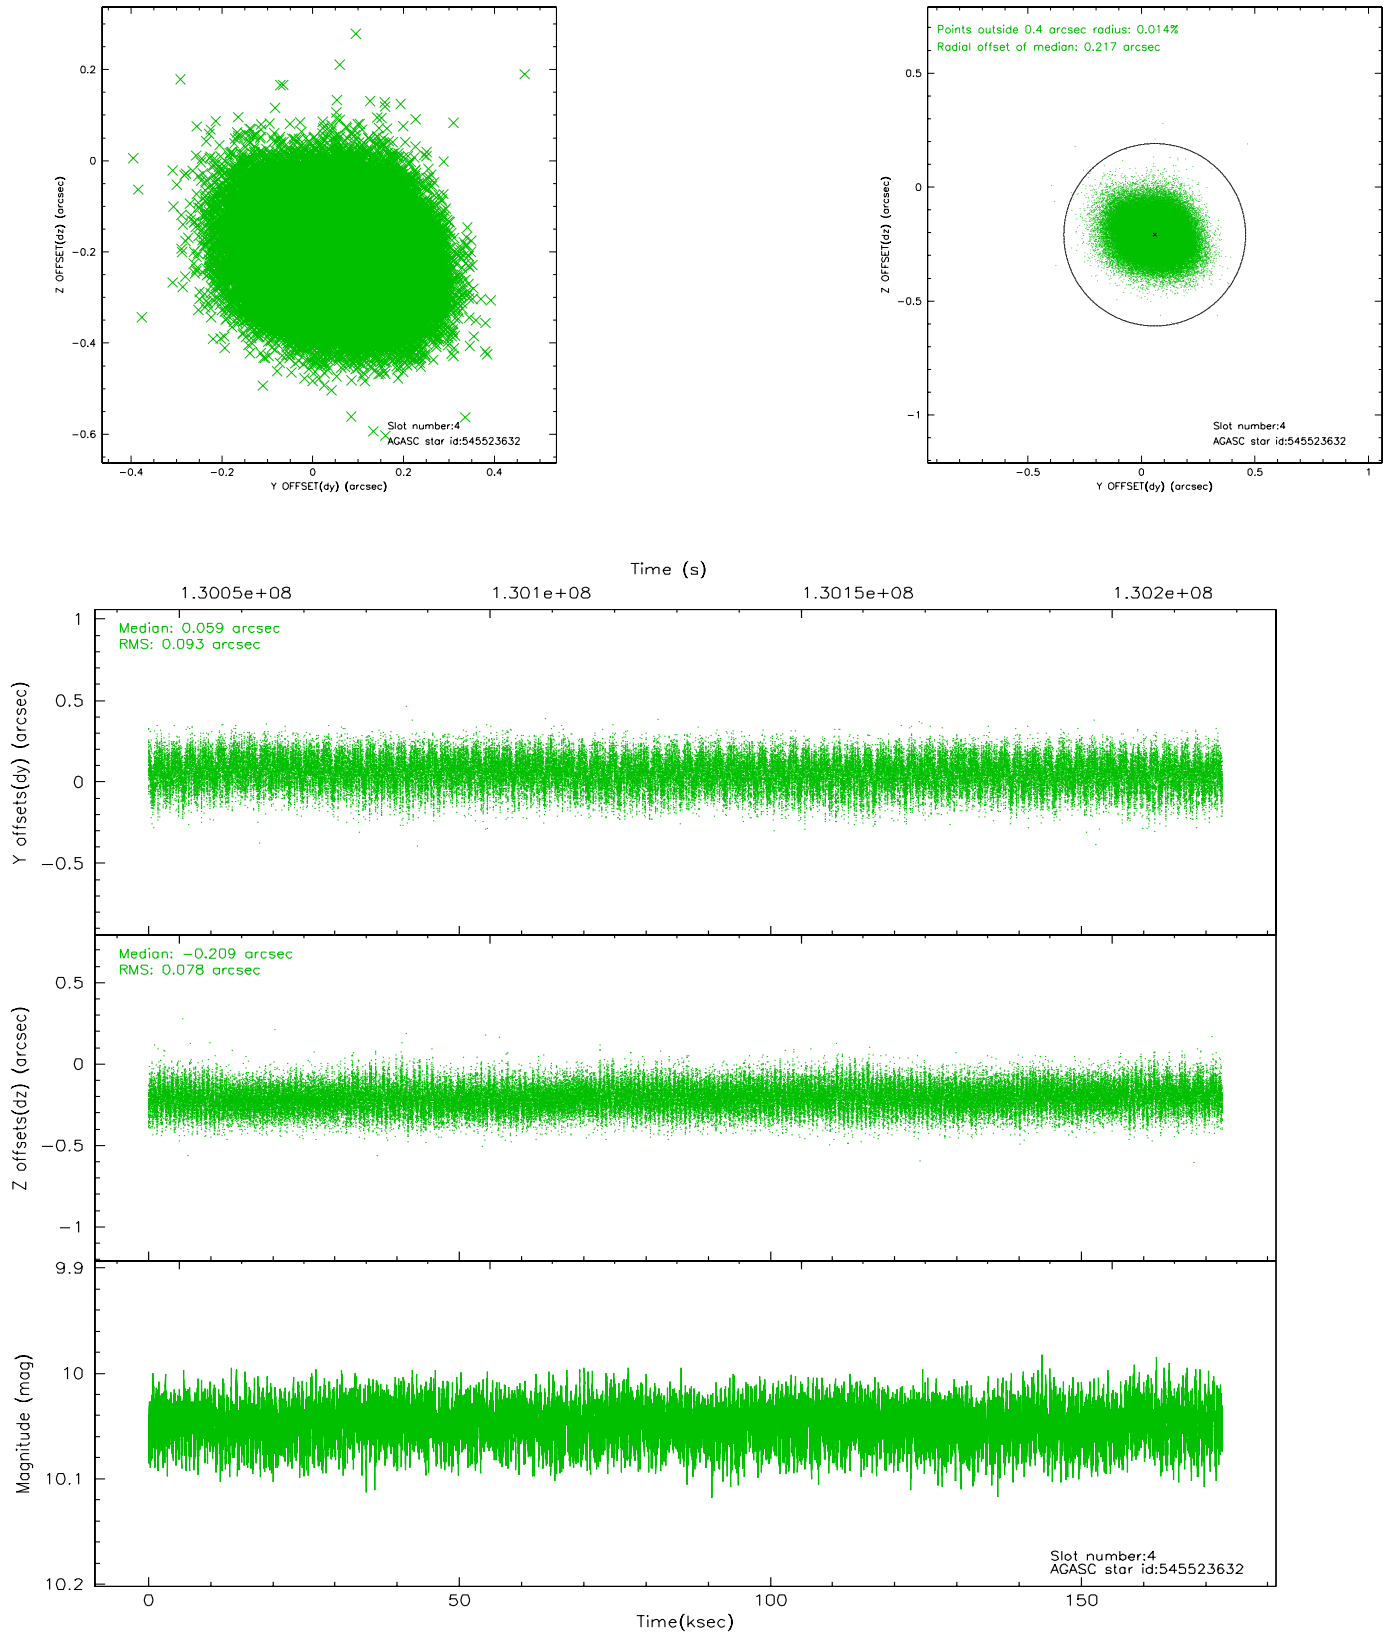 0.2
0
-0.2
-0.4
-0.6
Z OFFSET(dz) (arcsec)
Slot number:4
AGASC star id:545523632
-0.4
-0.2
0
0.2
0.4
Y OFFSET(dy) (arcsec)
Points outside 0.4 arcsec radius: 0.014%
Radial offset of median: 0.217 arcsec
0.5
0
-0.5
-1
Z OFFSET(dz) (arcsec)
Slot number:4
AGASC star id:545523632
-0.5
0
0.5
1
Y OFFSET(dy) (arcsec)
Time (s)
1.3005e+08
1.301e+08
1.3015e+08
1.302e+08
Median: 0.059 arcsec
RMS: 0.093 arcsec
1
0.5
0
-0.5
Y offsets(dy) (arcsec)
Median: -0.209 arcsec
RMS: 0.078 arcsec
0.5
0
-0.5
-1
Z offsets(dz) (arcsec)
9.9
10
10.1
10.2
Magnitude (mag)
Slot number:4
AGASC star id:545523632
0
50
100
150
Time(ksec)